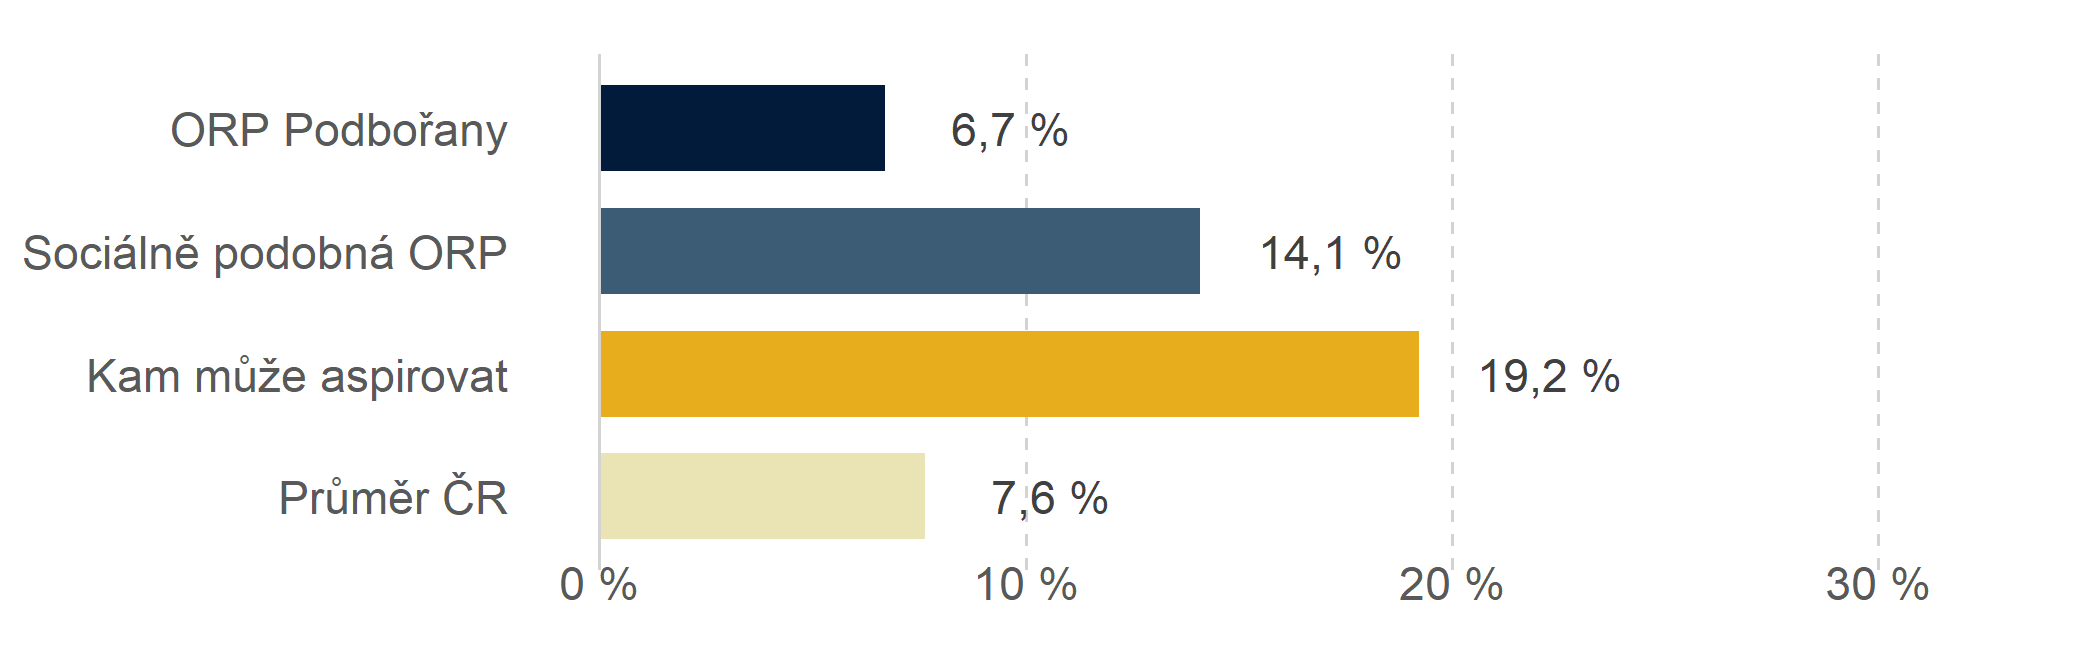 ORP Podbořany 6,7 %
Sociálně podobná ORP 14,1 %
Kam může aspirovat 19,2 %
Průměr ČR 7,6 %
0 % 10 % 20 % 30 %